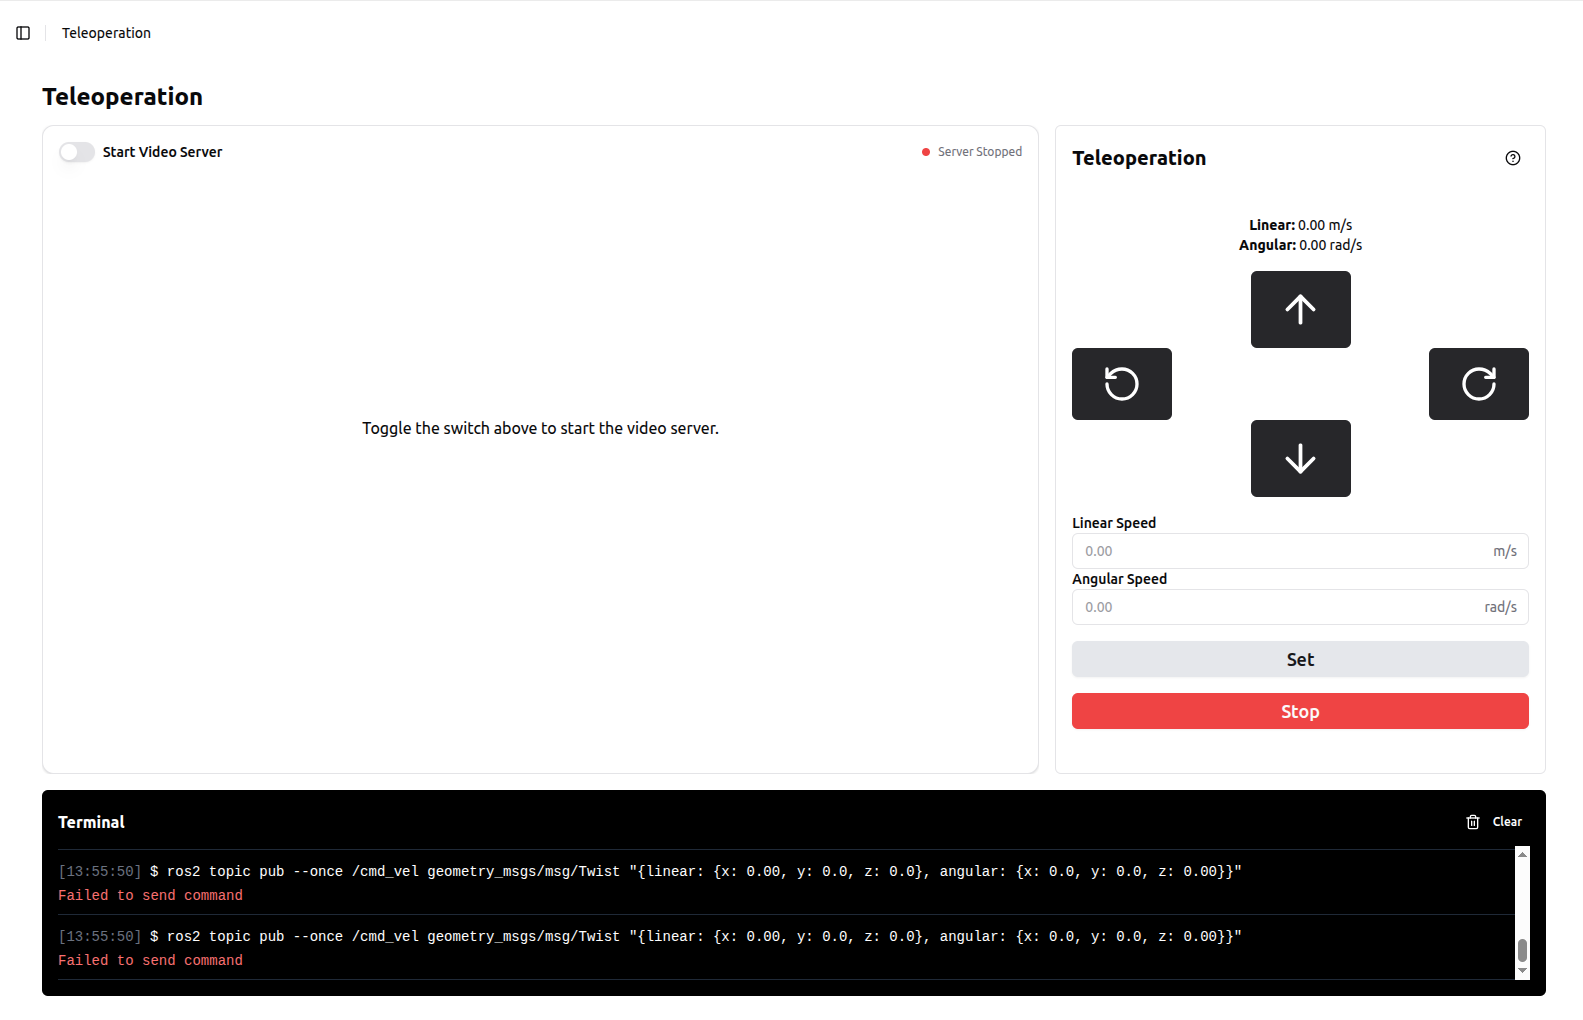 Teleoperation
Teleoperation
Start Video Server
Server Stopped
Toggle the switch above to start the video server.
Teleoperation
Linear: 0.00 m/s
Angular: 0.00 rad/s
Linear Speed
0.00 m/s
Angular Speed
0.00 rad/s
Set
Stop
Terminal
Clear
[13:55:50] $ ros2 topic pub --once /cmd_vel geometry_msgs/msg/Twist "{linear: {x: 0.00, y: 0.0, z: 0.0}, angular: {x: 0.0, y: 0.0, z: 0.00}}"
Failed to send command
[13:55:50] $ ros2 topic pub --once /cmd_vel geometry_msgs/msg/Twist "{linear: {x: 0.00, y: 0.0, z: 0.0}, angular: {x: 0.0, y: 0.0, z: 0.00}}"
Failed to send command